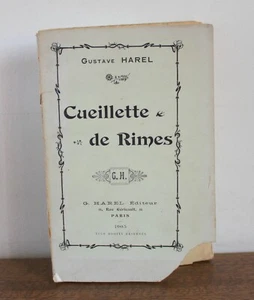 Gustave HAREL
Cueillette
de Rimes
G. H.
G. HAREL Éditeur
PARIS